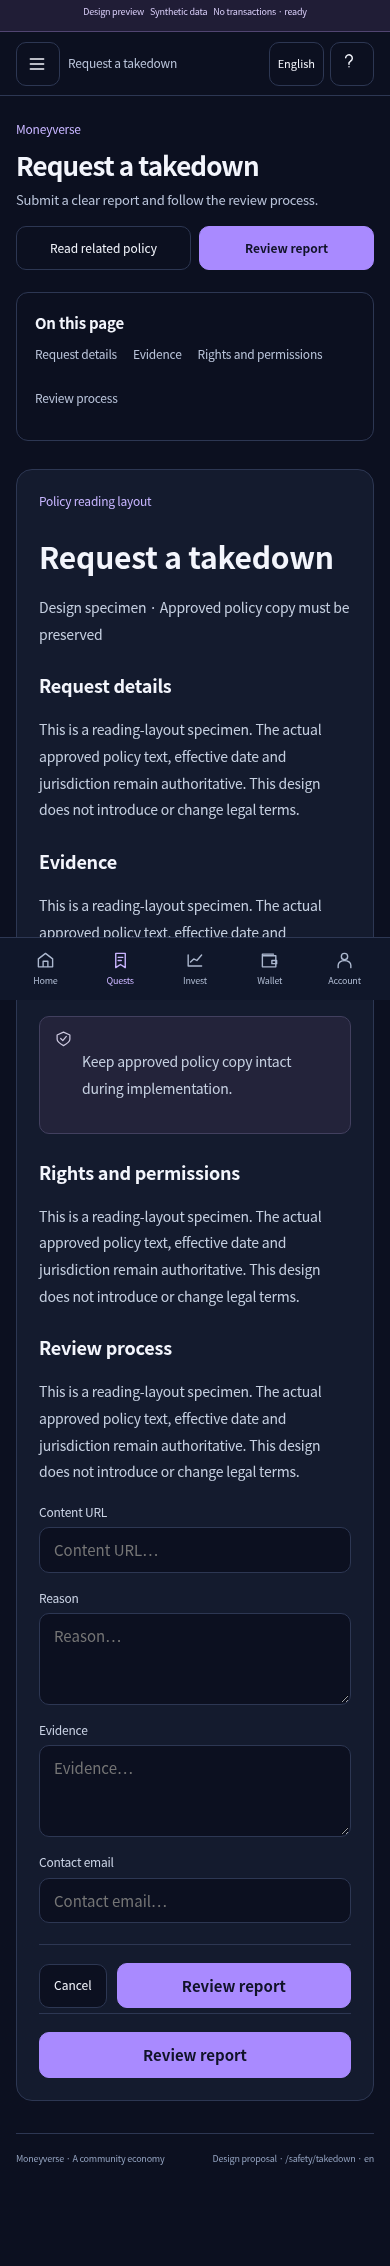 Design preview Synthetic data No transactions · ready
Request a takedown
English
?
Moneyverse
Request a takedown
Submit a clear report and follow the review process.
Read related policy
Review report
On this page
Request details Evidence Rights and permissions
Review process
Policy reading layout
Request a takedown
Design specimen · Approved policy copy must be
preserved
Request details
This is a reading-layout specimen. The actual
approved policy text, effective date and
jurisdiction remain authoritative. This design
does not introduce or change legal terms.
Evidence
This is a reading-layout specimen. The actual
approved policy text, effective date and
Home Quests Invest Wallet Account
Keep approved policy copy intact
during implementation.
Rights and permissions
This is a reading-layout specimen. The actual
approved policy text, effective date and
jurisdiction remain authoritative. This design
does not introduce or change legal terms.
Review process
This is a reading-layout specimen. The actual
approved policy text, effective date and
jurisdiction remain authoritative. This design
does not introduce or change legal terms.
Content URL
Content URL...
Reason
Reason...
Evidence
Evidence...
Contact email
Contact email...
Cancel
Review report
Review report
Moneyverse · A community economy
Design proposal · /safety/takedown · en